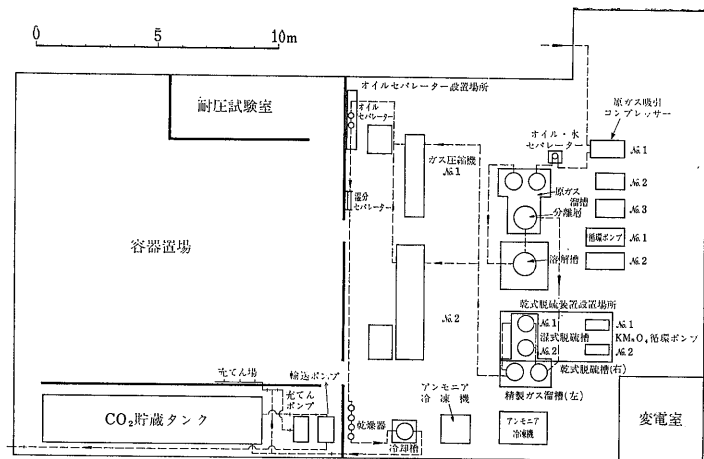 0 5 10m
オイルセパレーター設置場所
耐圧試験室
オイル
セパレーター
原ガス吸引
コンプレッサー
オイル・水
セパレーター
№1
ガス圧縮機
№1
原ガス
溜槽
№2
分離層
№3
湿分
セパレーター
循環ポンプ
№1
容器置場
溶解槽
№2
乾式脱硫装置設置場所
№2
№1
№1
湿式脱硫槽
KMnO₄循環ポンプ
№2
№2
乾式脱硫槽(右)
精製ガス溜槽(左)
充てん場
輸送ポンプ
アンモニア
冷凍機
充てん
ポンプ
CO₂貯蔵タンク
乾燥器
冷却槽
アンモニア
冷凍機
変電室